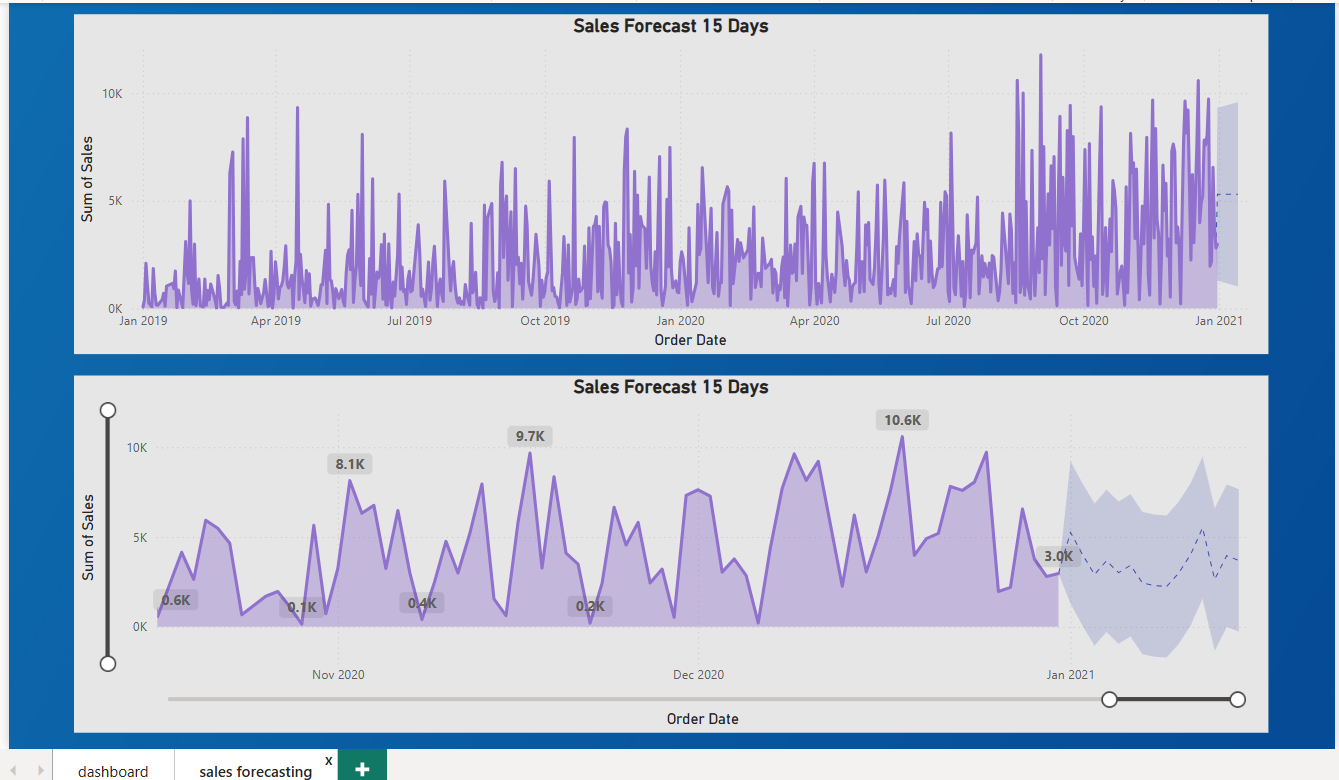 Sales Forecast 15 Days
10K
5K
0K
Sum of Sales
Jan 2019 Apr 2019 Jul 2019 Oct 2019 Jan 2020 Apr 2020 Jul 2020 Oct 2020 Jan 2021
Order Date
Sales Forecast 15 Days
10.6K
9.7K
8.1K
10K
5K
0K
Sum of Sales
3.0K
0.6K 0.1K 0.4K 0.2K
Nov 2020 Dec 2020 Jan 2021
Order Date
dashboard sales forecasting x +